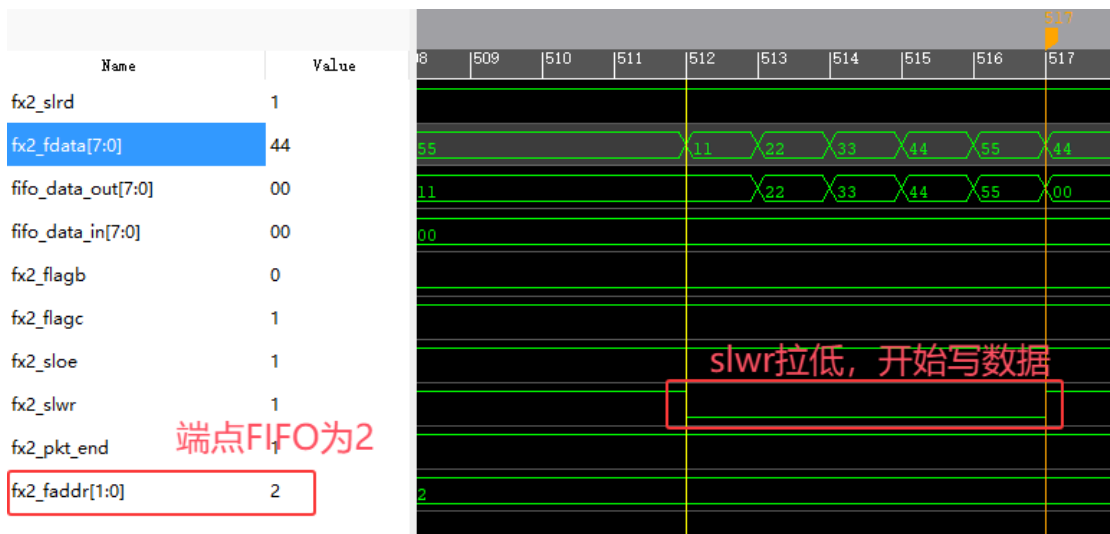 517
Name Value 8 509 510 511 512 513 514 515 516 517
fx2_slrd 1
fx2_fdata[7:0] 44 55 11 22 33 44 55 44
fifo_data_out[7:0] 00 11 22 33 44 55 00
fifo_data_in[7:0] 00 00
fx2_flagb 0
fx2_flagc 1
fx2_sloe 1
slwr拉低，开始写数据
fx2_slwr 1
端点FIFO为2
fx2_pkt_end 1
fx2_faddr[1:0] 2 2